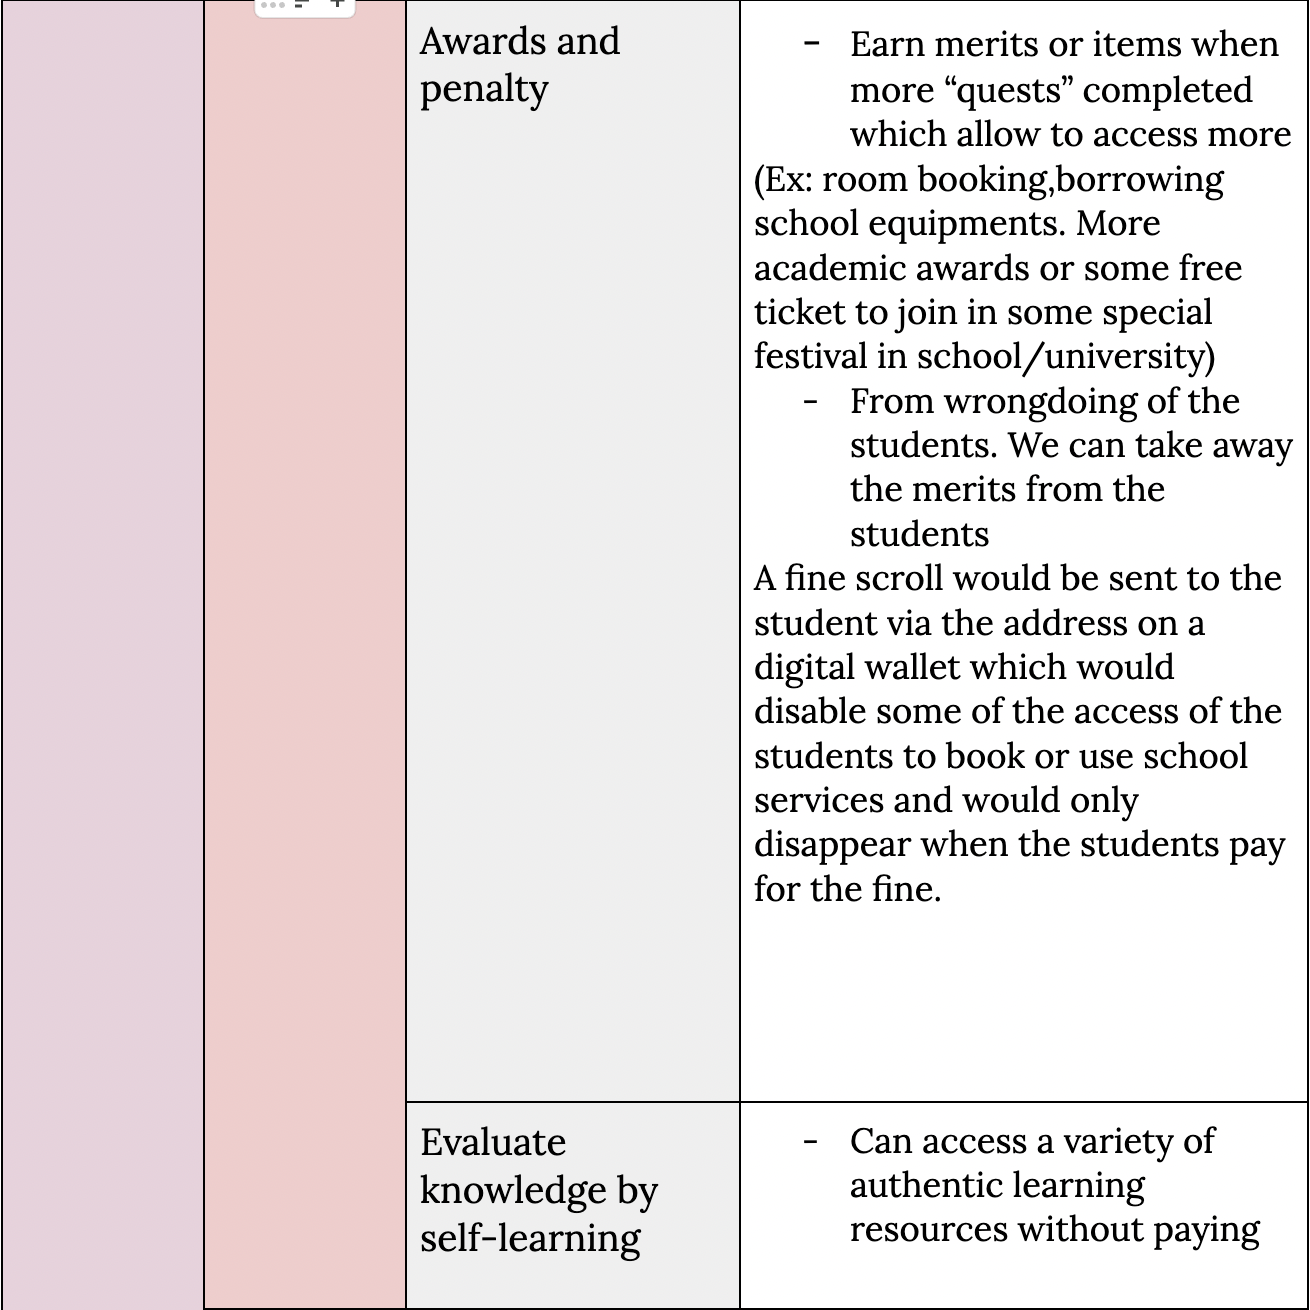 Awards and
penalty
- Earn merits or items when
more “quests” completed
which allow to access more
(Ex: room booking,borrowing
school equipments. More
academic awards or some free
ticket to join in some special
festival in school/university)
- From wrongdoing of the
students. We can take away
the merits from the
students
A fine scroll would be sent to the
student via the address on a
digital wallet which would
disable some of the access of the
students to book or use school
services and would only
disappear when the students pay
for the fine.
Evaluate
knowledge by
self-learning
- Can access a variety of
authentic learning
resources without paying